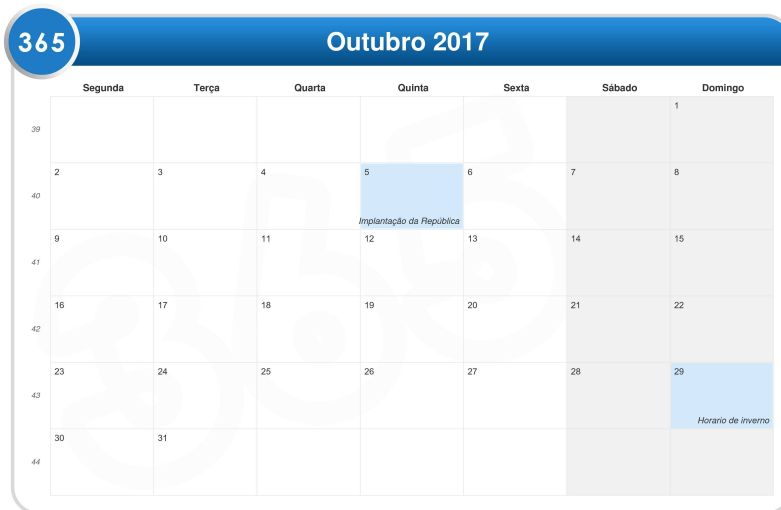 365
Outubro 2017
Segunda Terça Quarta Quinta Sexta Sábado Domingo
39 1
40 2 3 4 5 6 7 8
Implantação da República
41 9 10 11 12 13 14 15
42 16 17 18 19 20 21 22
43 23 24 25 26 27 28 29
Horario de inverno
44 30 31
365